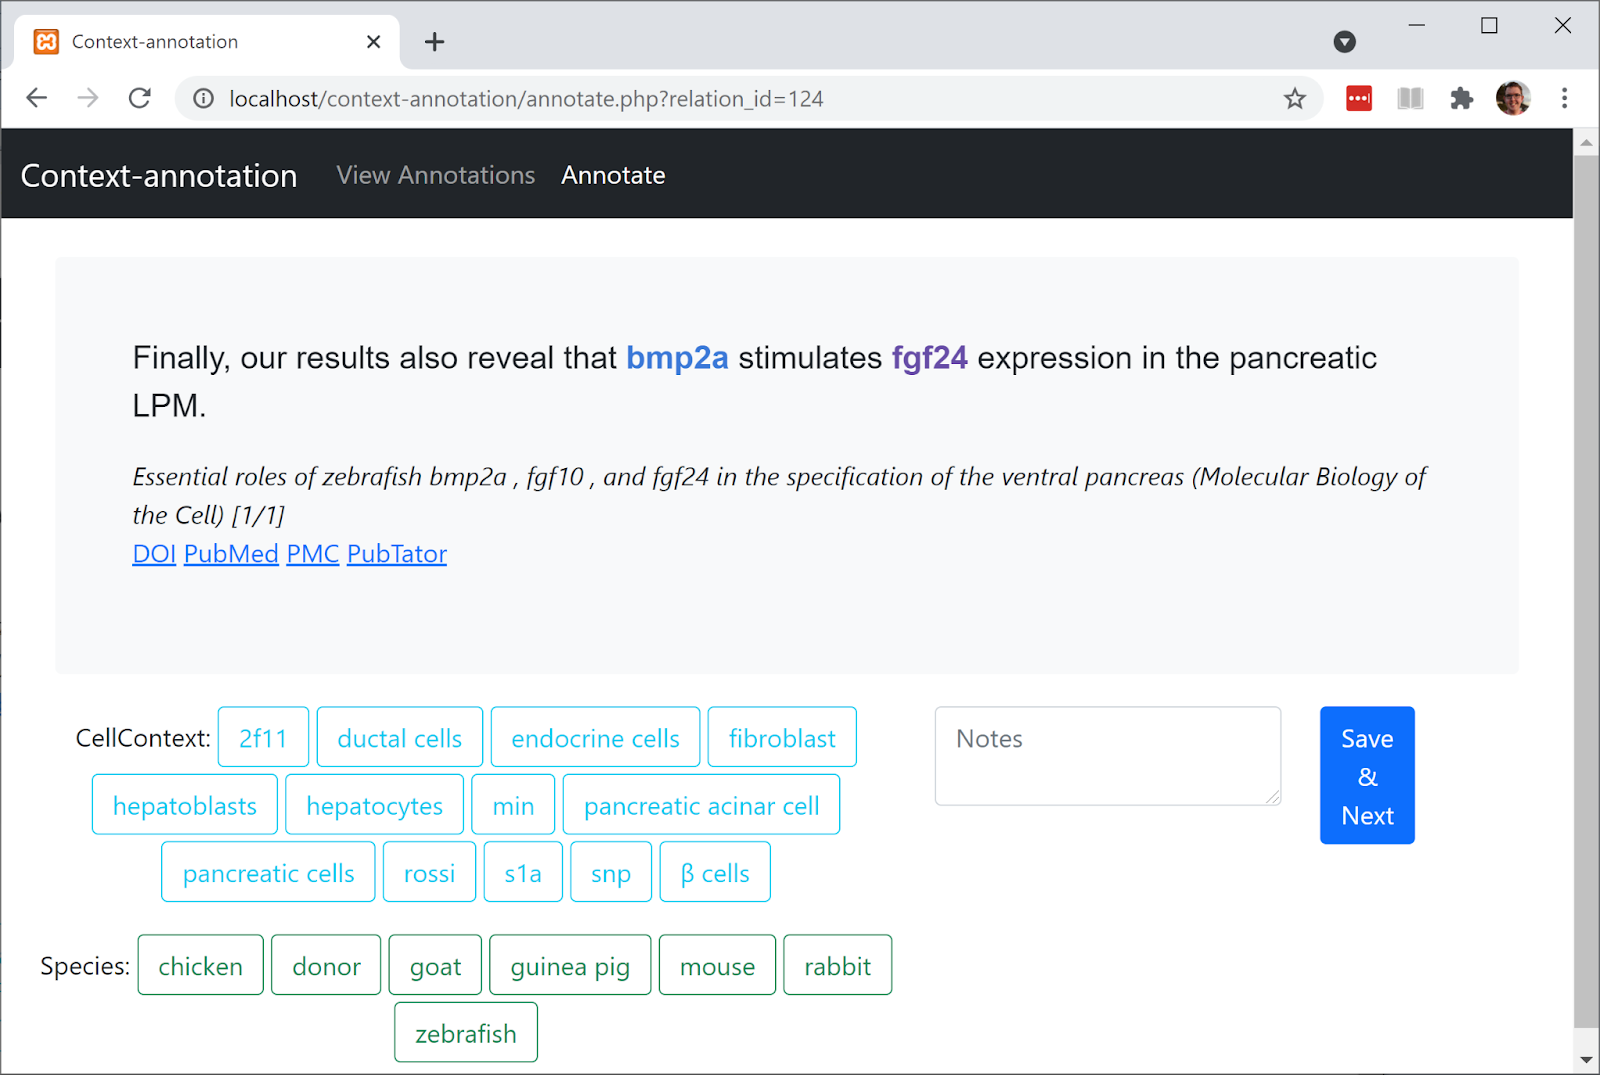 Context-annotation
localhost/context-annotation/annotate.php?relation_id=124
Context-annotation View Annotations Annotate
Finally, our results also reveal that bmp2a stimulates fgf24 expression in the pancreatic
LPM.
Essential roles of zebrafish bmp2a , fgf10 , and fgf24 in the specification of the ventral pancreas (Molecular Biology of
the Cell) [1/1]
DOI PubMed PMC PubTator
CellContext: 2f11 ductal cells endocrine cells fibroblast
hepatoblasts hepatocytes min pancreatic acinar cell
pancreatic cells rossi s1a snp β cells
Notes
Save
&
Next
Species: chicken donor goat guinea pig mouse rabbit
zebrafish